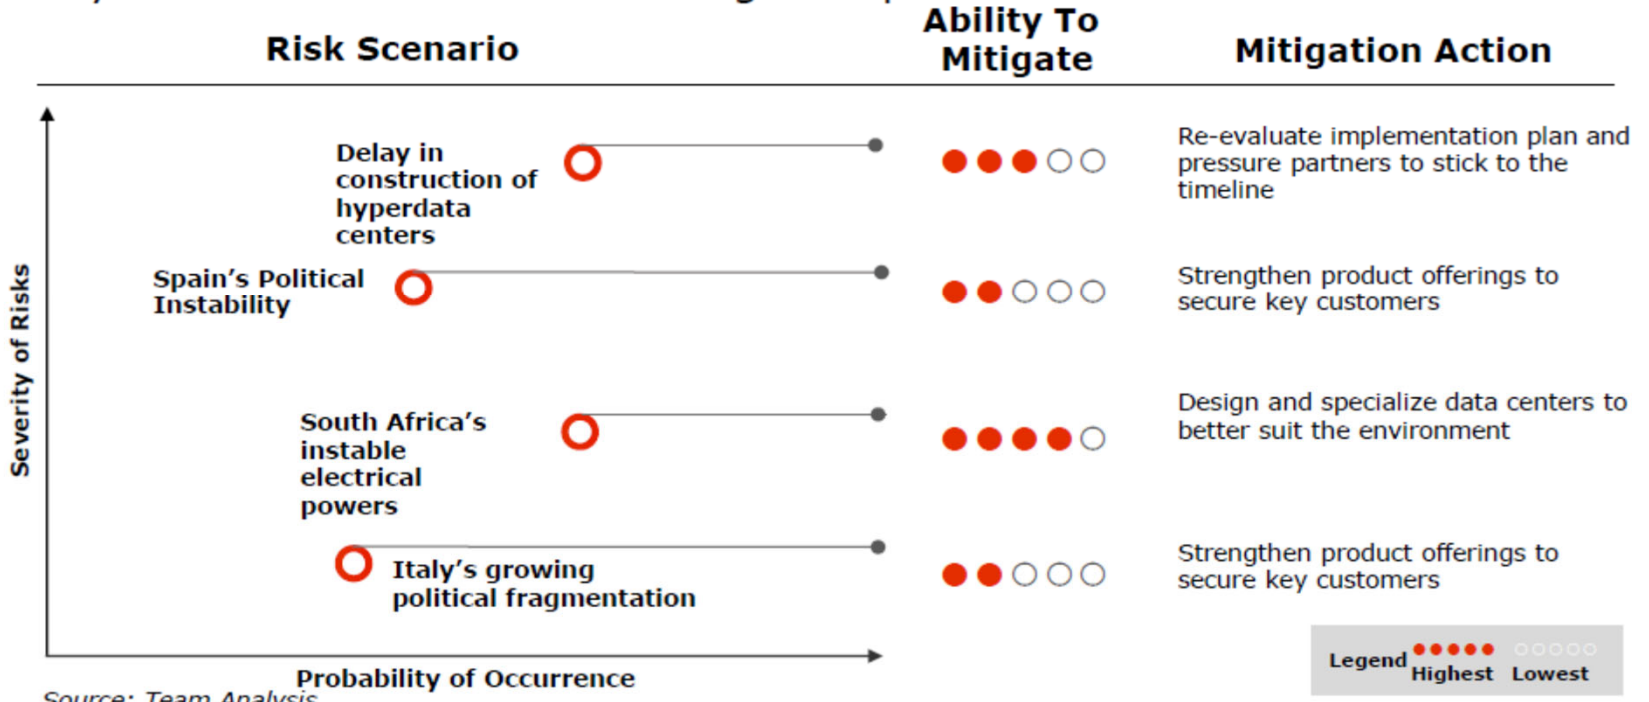 Risk Scenario
Ability To
Mitigate
Mitigation Action
Severity of Risks
Delay in
construction of
hyperdata
centers
Re-evaluate implementation plan and
pressure partners to stick to the
timeline
Spain's Political
Instability
Strengthen product offerings to
secure key customers
South Africa's
instable
electrical
powers
Design and specialize data centers to
better suit the environment
Italy's growing
political fragmentation
Strengthen product offerings to
secure key customers
Probability of Occurrence
Legend
Highest Lowest
Source: Team Analysis